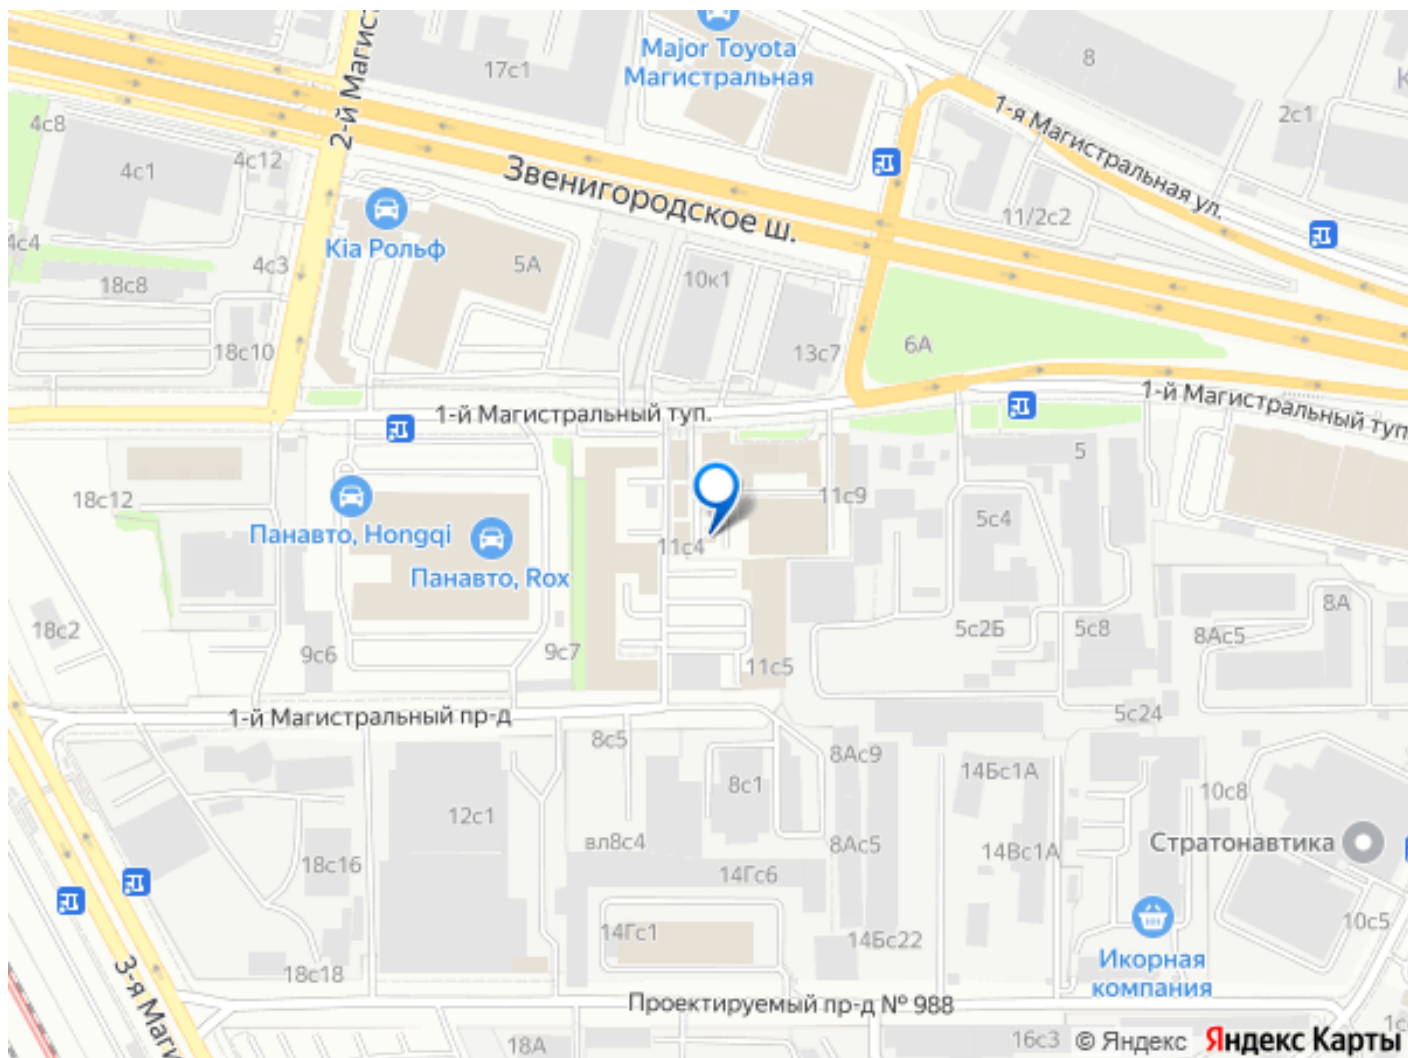 Major Toyota
Магистральная
17с1
8
2-й Магис
1-я Магистральная ул.
2с1
К
4с8
4с12
4с1
Звенигородское ш.
11/2с2
Kia Рольф
4с4
4с3
5А
10к1
18с8
18с10
13с7
6А
1-й Магистральный туп.
1-й Магистральный туп
5
18с12
11с9
Панавто, Hongqi
5с4
11с4
Панавто, Rox
18с2
9с6
9с7
11с5
5с2Б
5с8
8А
8Ас5
1-й Магистральный пр-д
5с24
8с5
8Ас9
8с1
14Бс1А
10с8
12с1
вл8с4
8Ас5
14Вс1А
Стратонавтика
18с16
14Гс6
14Гс1
14Бс22
10с5
Икорная
компания
18с18
3-я Маги
Проектируемый пр-д № 988
18А
16с3
1с
© Яндекс Яндекс Карты